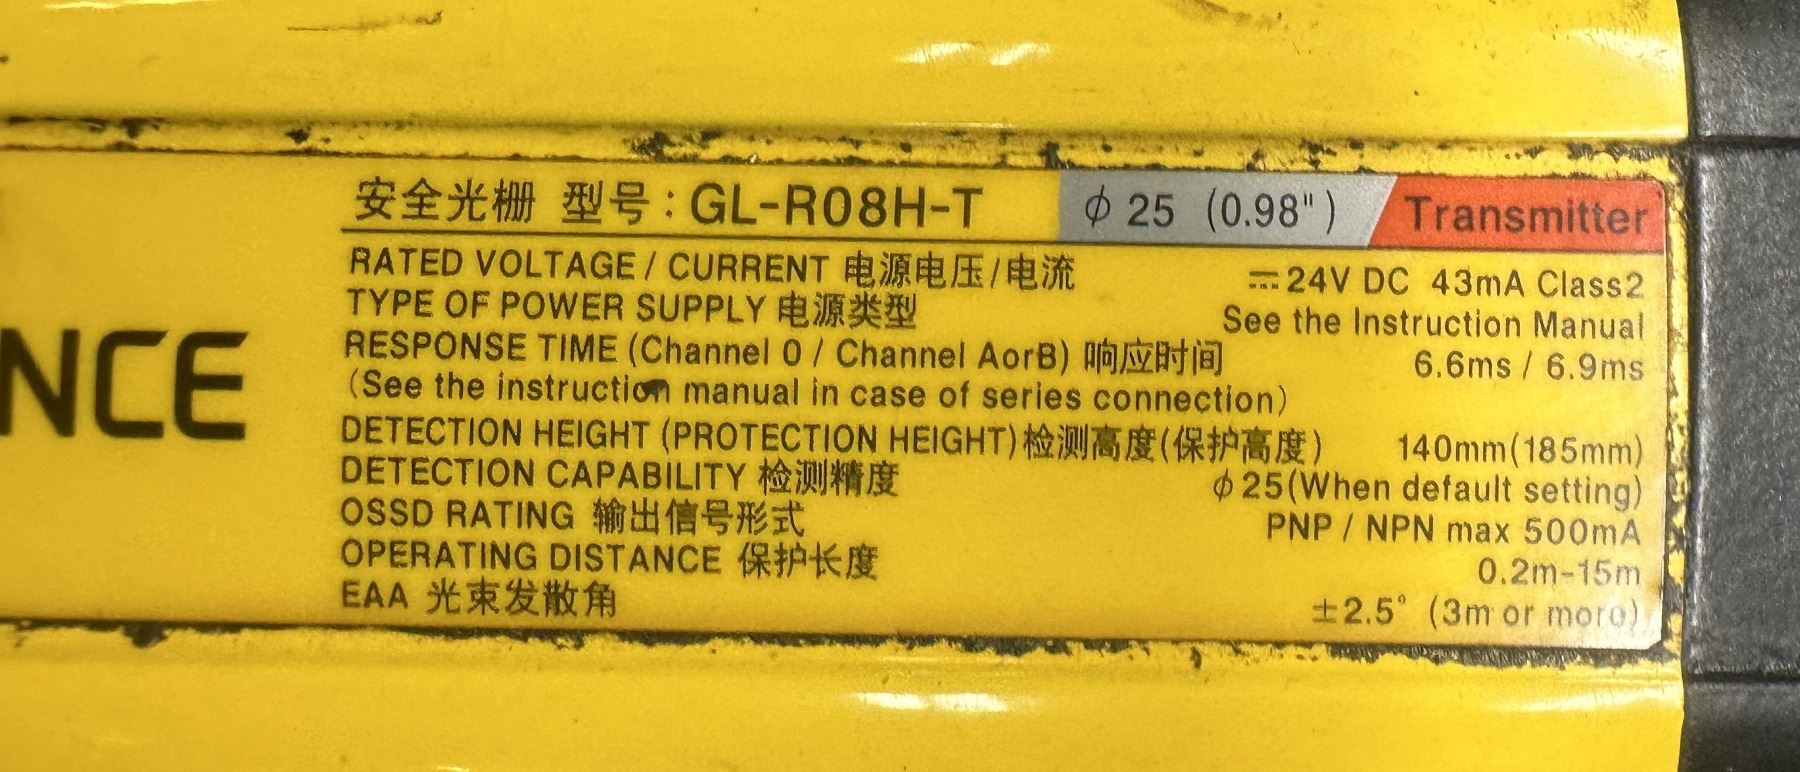 安全光栅 型号：GL-R08H-T ϕ 25 (0.98") Transmitter
RATED VOLTAGE / CURRENT 电源电压/电流 ⎓24V DC 43mA Class2
TYPE OF POWER SUPPLY 电源类型 See the Instruction Manual
RESPONSE TIME (Channel 0 / Channel AorB) 响应时间 6.6ms / 6.9ms
(See the instruction manual in case of series connection)
NCE
DETECTION HEIGHT (PROTECTION HEIGHT)检测高度(保护高度) 140mm(185mm)
DETECTION CAPABILITY 检测精度 ϕ25(When default setting)
OSSD RATING 输出信号形式 PNP / NPN max 500mA
OPERATING DISTANCE 保护长度 0.2m-15m
EAA 光束发散角 ±2.5° (3m or more)